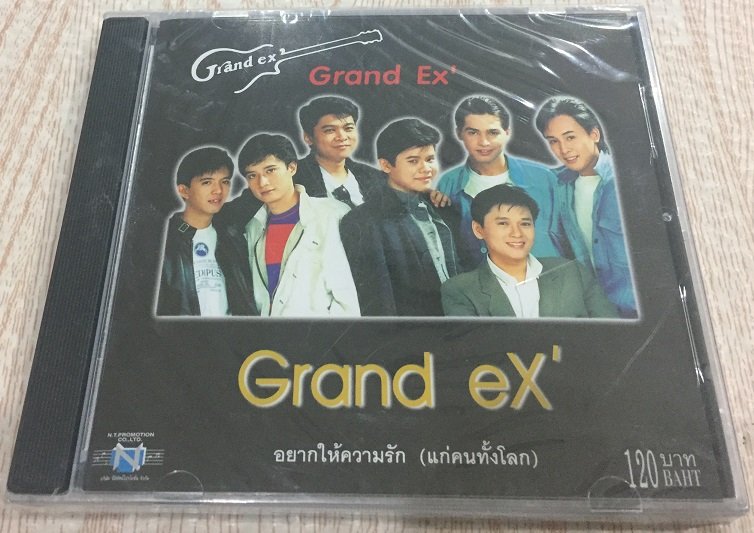 Grand ex'
Grand Ex'
EDIPUS
Grand eX'
อยากให้ความรัก (แก่คนทั้งโลก)
N.T.PROMOTION
CO.,LTD.
N
120 บาท
BAHT